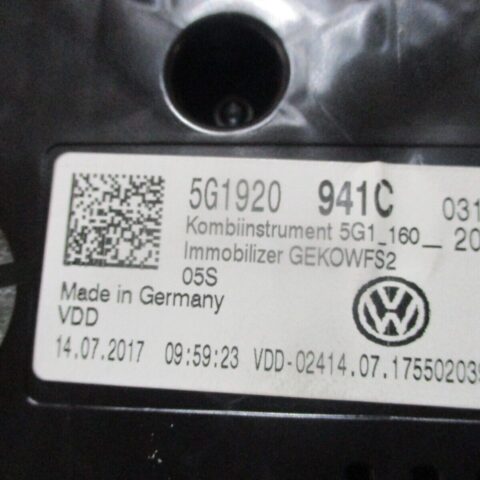 5G1920 941C 031
Kombiinstrument 5G1_160_ 20
Immobilizer GEKOWFS2
05S
Made in Germany
VDD
14.07.2017 09:59:23 VDD-02414.07.175502039